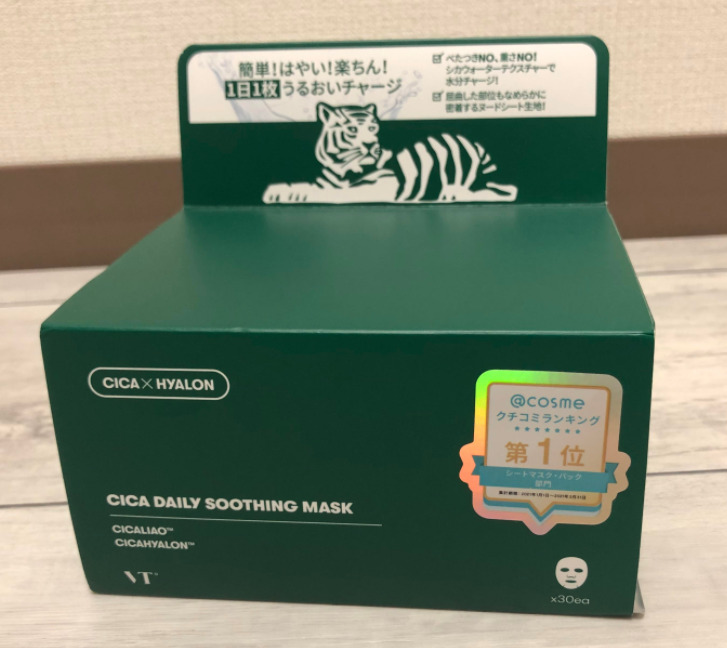 簡単!はやい!楽ちん!
1日1枚うるおいチャージ
べたつきNO、重さNO!
シカウォーターテクスチャーで
水分チャージ!
屈曲した部位もなめらかに
密着するヌードシート生地!
CICA×HYALON
@cosme
クチコミランキング
第1位
シートマスク・パック
部門
CICA DAILY SOOTHING MASK
CICALIAO™
CICAHYALON™
VT
x30ea